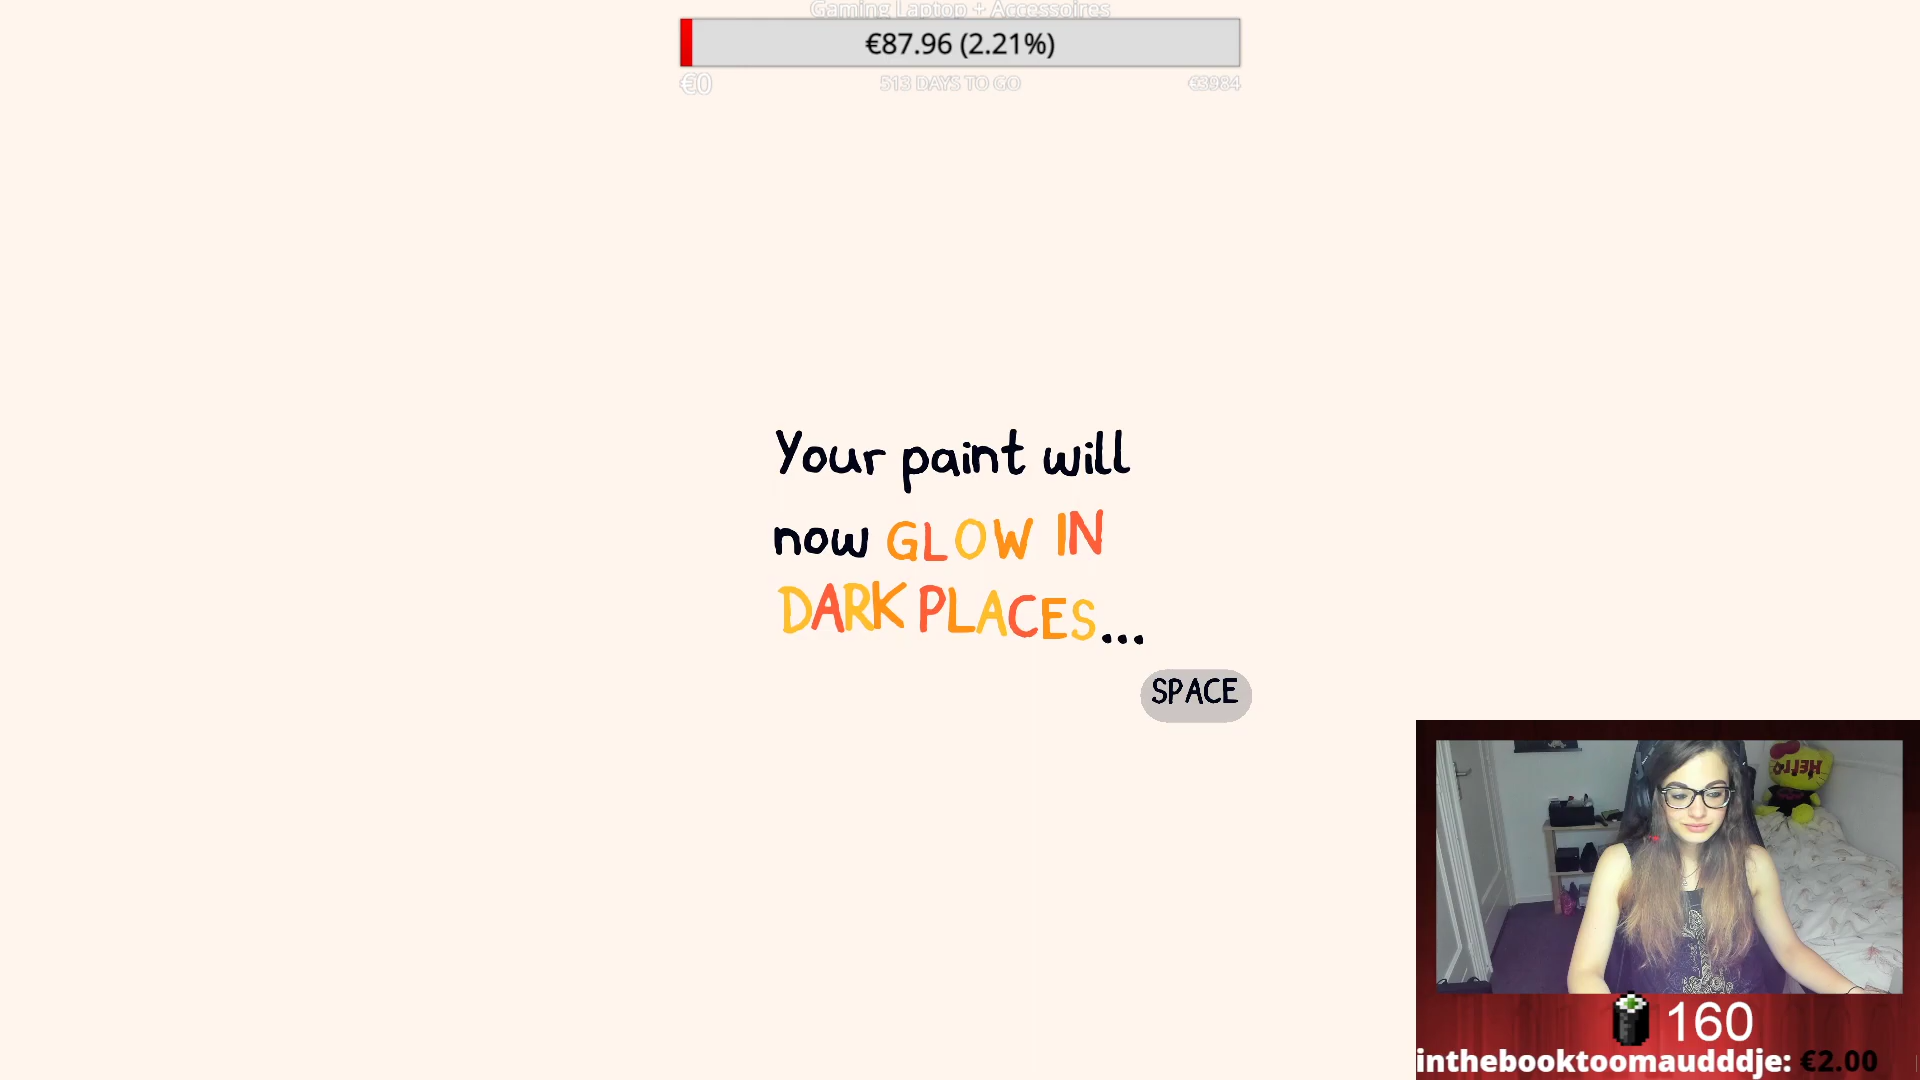 Gaming Laptop + Accessoires
€87.96 (2.21%)
€0 513 DAYS TO GO €3984
Your paint will
now GLOW IN
DARK PLACES...
SPACE
Hello
160
inthebooktoomaudddje: €2.00